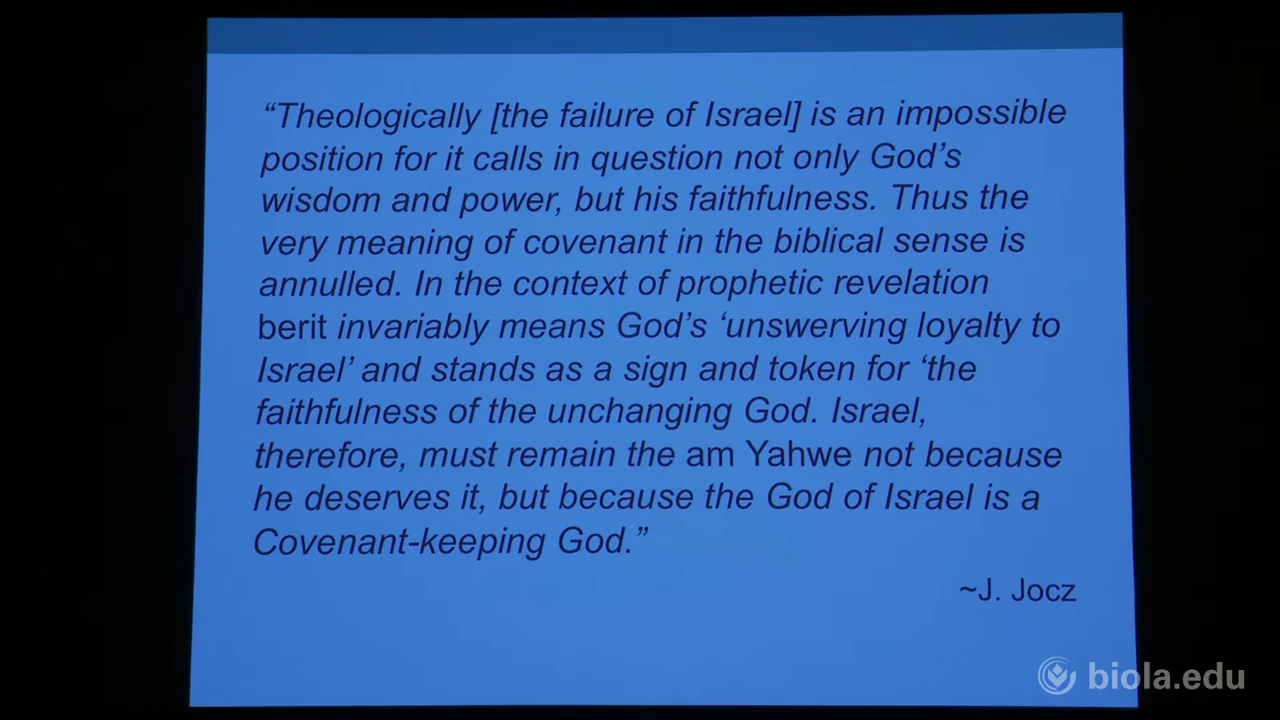 “Theologically [the failure of Israel] is an impossible
position for it calls in question not only God’s
wisdom and power, but his faithfulness. Thus the
very meaning of covenant in the biblical sense is
annulled. In the context of prophetic revelation
berit invariably means God’s ‘unswerving loyalty to
Israel’ and stands as a sign and token for ‘the
faithfulness of the unchanging God. Israel,
therefore, must remain the am Yahwe not because
he deserves it, but because the God of Israel is a
Covenant-keeping God.”
~J. Jocz
biola.edu